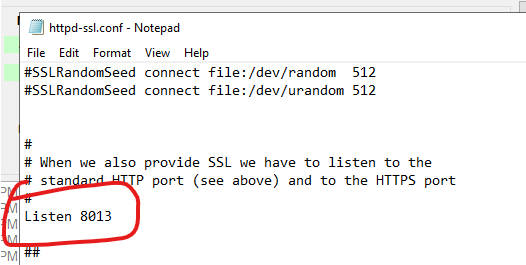 httpd-ssl.conf - Notepad
File Edit Format View Help
#SSLRandomSeed connect file:/dev/random  512
#SSLRandomSeed connect file:/dev/urandom 512
#
# When we also provide SSL we have to listen to the
# standard HTTP port (see above) and to the HTTPS port
#
Listen 8013
##